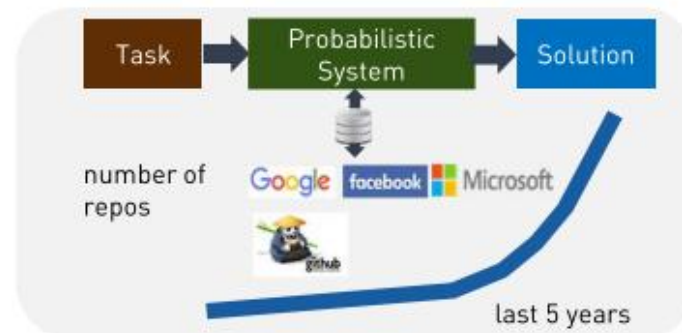 Task
Probabilistic
System
Solution
number of
repos
Google
facebook
Microsoft
github
last 5 years